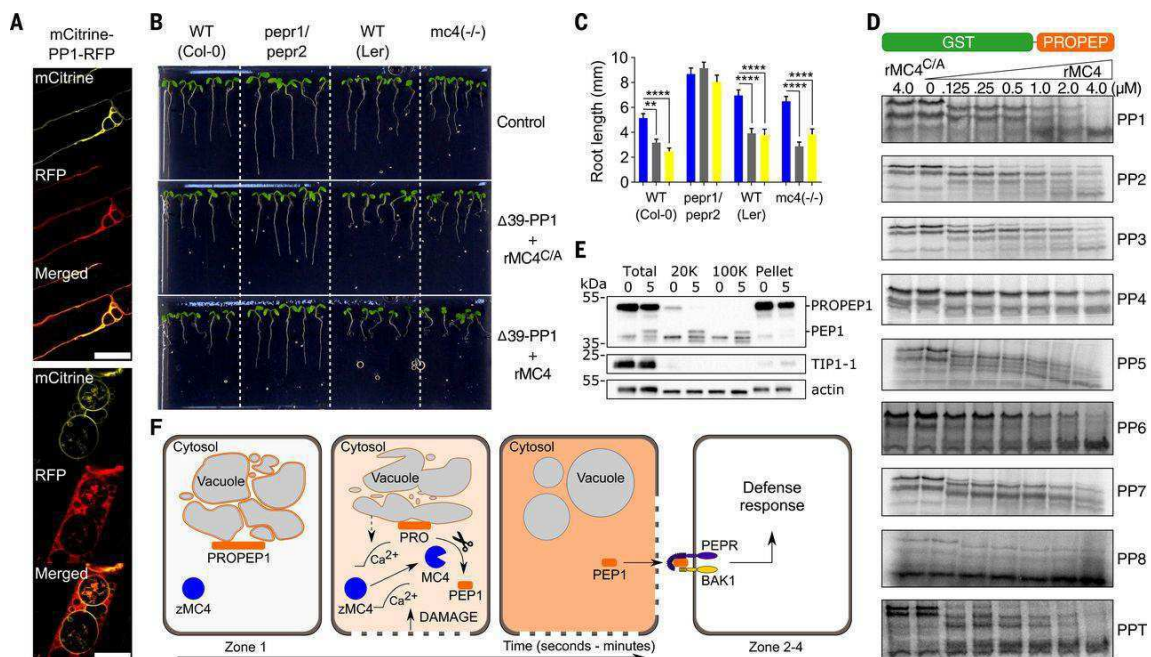 A
mCitrine-
PP1-RFP
mCitrine
RFP
Merged
mCitrine
RFP
Merged
B
WT
(Col-0)
pepr1/
pepr2
WT
(Ler)
mc4(-/-)
Control
Δ39-PP1
+
rMC4C/A
Δ39-PP1
+
rMC4
C
Root length (mm)
10
8
6
4
2
0
****
**
****
****
****
****
WT
(Col-0)
pepr1/
pepr2
WT
(Ler)
mc4(-/-)
D
GST
PROPEP
rMC4C/A
rMC4
4.0 0 .125 .25 0.5 1.0 2.0 4.0 (μM)
PP1
PP2
PP3
PP4
PP5
PP6
PP7
PP8
PPT
E
Total 20K 100K Pellet
kDa 0 5 0 5 0 5 0 5
55
PROPEP1
PEP1
35
25
TIP1-1
15
55
actin
F
Cytosol
Vacuole
PROPEP1
zMC4
Zone 1
Cytosol
Vacuole
PRO
Ca2+
MC4
zMC4
Ca2+
PEP1
DAMAGE
Cytosol
Vacuole
PEP1
Time (seconds - minutes)
Defense
response
PEPR
BAK1
Zone 2-4